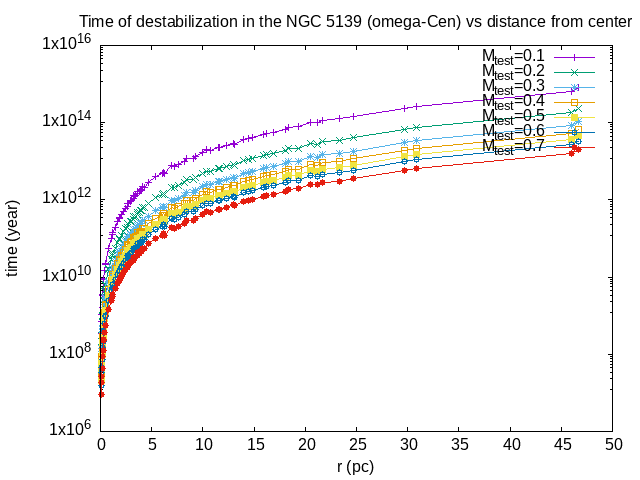 Time of destabilization in the NGC 5139 (omega-Cen) vs distance from center
1x10^16
1x10^14
1x10^12
1x10^10
1x10^8
1x10^6
time (year)
M_test=0.1
M_test=0.2
M_test=0.3
M_test=0.4
M_test=0.5
M_test=0.6
M_test=0.7
0 5 10 15 20 25 30 35 40 45 50
r (pc)